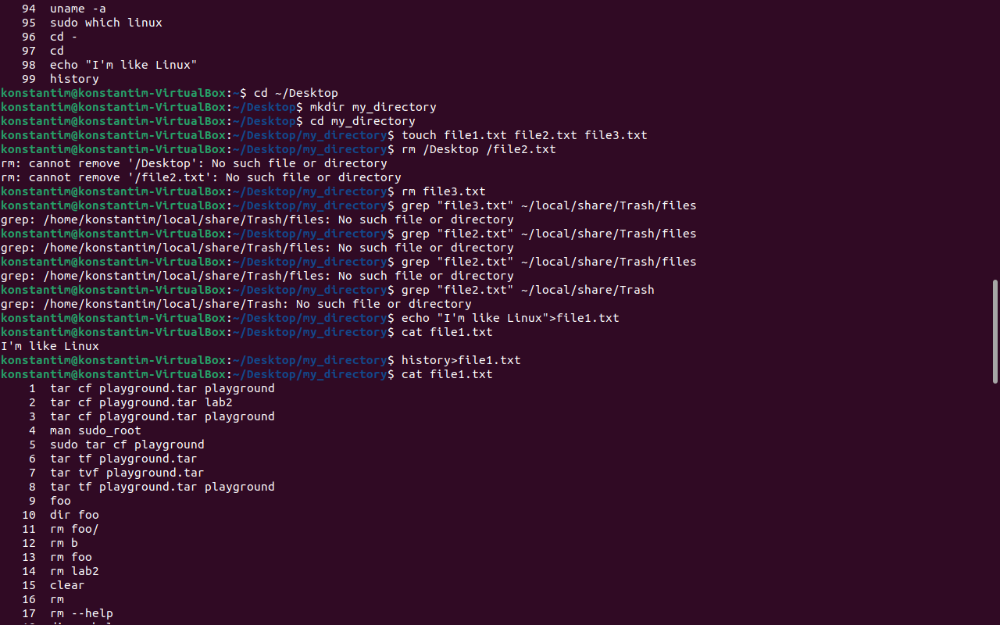 94  uname -a
95  sudo which linux
96  cd -
97  cd
98  echo "I'm like Linux"
99  history
konstantim@konstantim-VirtualBox:~$ cd ~/Desktop
konstantim@konstantim-VirtualBox:~/Desktop$ mkdir my_directory
konstantim@konstantim-VirtualBox:~/Desktop$ cd my_directory
konstantim@konstantim-VirtualBox:~/Desktop/my_directory$ touch file1.txt file2.txt file3.txt
konstantim@konstantim-VirtualBox:~/Desktop/my_directory$ rm /Desktop /file2.txt
rm: cannot remove '/Desktop': No such file or directory
rm: cannot remove '/file2.txt': No such file or directory
konstantim@konstantim-VirtualBox:~/Desktop/my_directory$ rm file3.txt
konstantim@konstantim-VirtualBox:~/Desktop/my_directory$ grep "file3.txt" ~/local/share/Trash/files
grep: /home/konstantim/local/share/Trash/files: No such file or directory
konstantim@konstantim-VirtualBox:~/Desktop/my_directory$ grep "file2.txt" ~/local/share/Trash/files
grep: /home/konstantim/local/share/Trash/files: No such file or directory
konstantim@konstantim-VirtualBox:~/Desktop/my_directory$ grep "file2.txt" ~/local/share/Trash/files
grep: /home/konstantim/local/share/Trash/files: No such file or directory
konstantim@konstantim-VirtualBox:~/Desktop/my_directory$ grep "file2.txt" ~/local/share/Trash
grep: /home/konstantim/local/share/Trash: No such file or directory
konstantim@konstantim-VirtualBox:~/Desktop/my_directory$ echo "I'm like Linux">file1.txt
konstantim@konstantim-VirtualBox:~/Desktop/my_directory$ cat file1.txt
I'm like Linux
konstantim@konstantim-VirtualBox:~/Desktop/my_directory$ history>file1.txt
konstantim@konstantim-VirtualBox:~/Desktop/my_directory$ cat file1.txt
1  tar cf playground.tar playground
2  tar cf playground.tar lab2
3  tar cf playground.tar playground
4  man sudo_root
5  sudo tar cf playground
6  tar tf playground.tar
7  tar tvf playground.tar
8  tar tf playground.tar playground
9  foo
10  dir foo
11  rm foo/
12  rm b
13  rm foo
14  rm lab2
15  clear
16  rm
17  rm --help